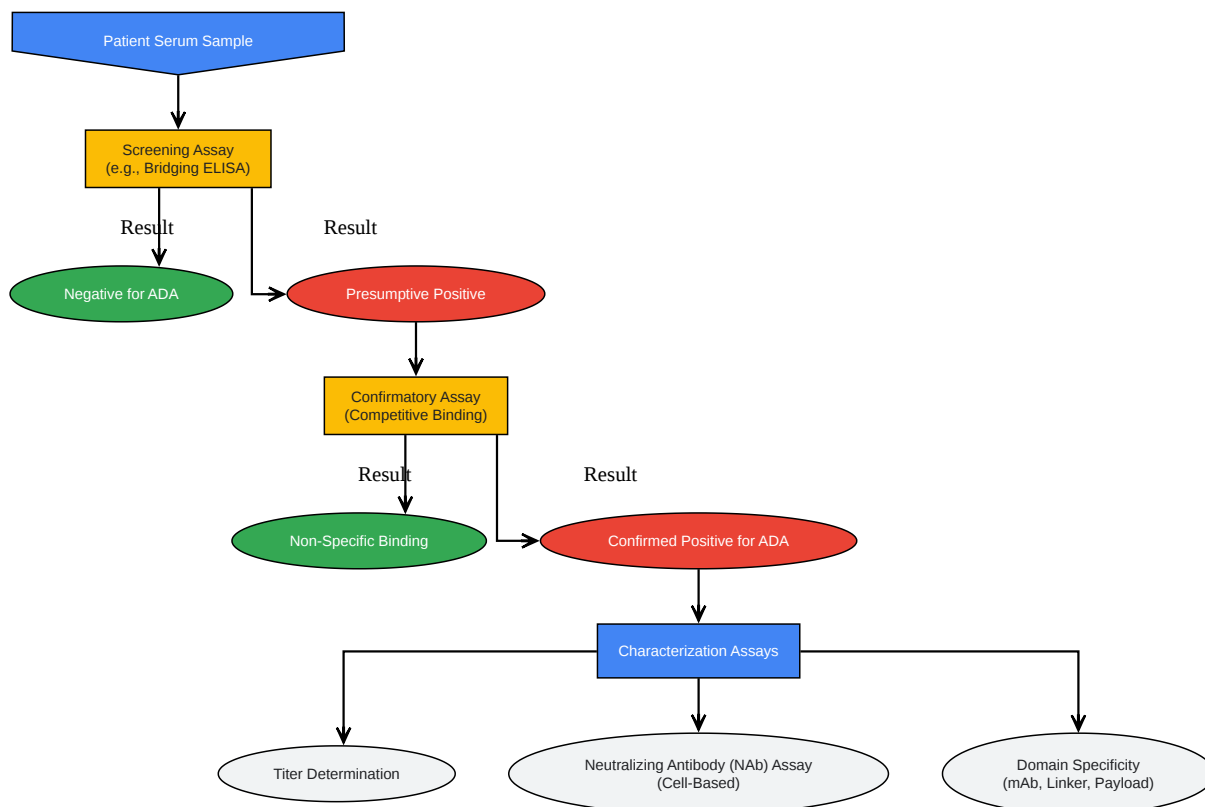 Patient Serum Sample
Screening Assay
(e.g., Bridging ELISA)
Result
Result
Negative for ADA
Presumptive Positive
Confirmatory Assay
(Competitive Binding)
Result
Result
Non-Specific Binding
Confirmed Positive for ADA
Characterization Assays
Titer Determination
Neutralizing Antibody (NAb) Assay
(Cell-Based)
Domain Specificity
(mAb, Linker, Payload)